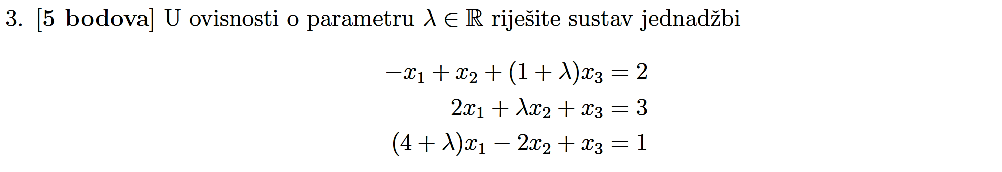 3. [5 bodova] U ovisnosti o parametru λ ∈ ℝ riješite sustav jednadžbi
−x₁ + x₂ + (1 + λ)x₃ = 2
2x₁ + λx₂ + x₃ = 3
(4 + λ)x₁ − 2x₂ + x₃ = 1